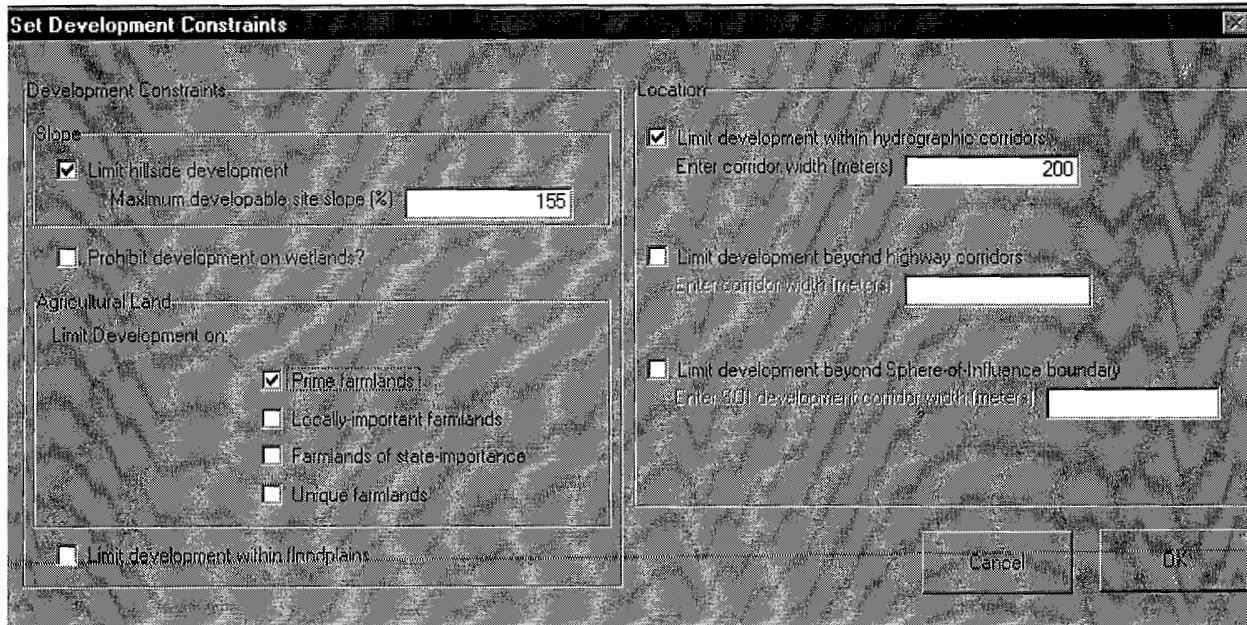 Set Development Constraints
Development Constraints
Slope
Limit hillside development
Maximum developable site slope (%)
155
Prohibit development on wetlands?
Agricultural Land
Limit Development on:
Prime farmlands
Locally-important farmlands
Farmlands of state-importance
Unique farmlands
Limit development within floodplains
Location
Limit development within hydrographic corridors
Enter corridor width (meters)
200
Limit development beyond highway corridors
Enter corridor width (meters)
Limit development beyond Sphere-of-Influence boundary
Enter SOI development corridor width (meters)
Cancel
OK